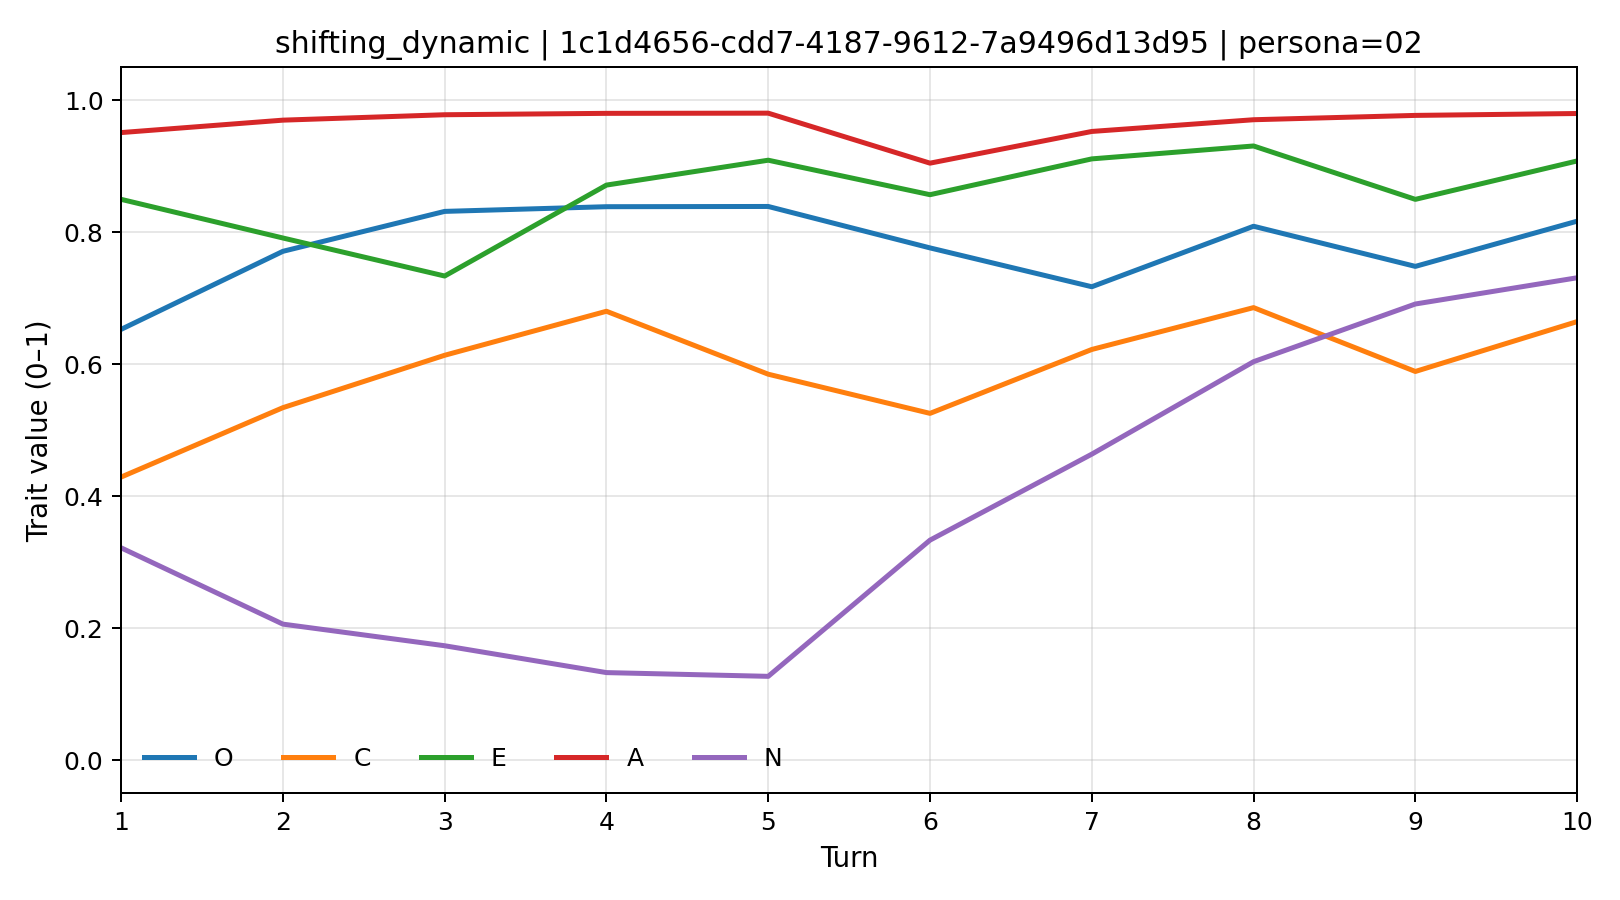 shifting_dynamic | 1c1d4656-cdd7-4187-9612-7a9496d13d95 | persona=02
Trait value (0–1)
1.0
0.8
0.6
0.4
0.2
0.0
O C E A N
1 2 3 4 5 6 7 8 9 10
Turn